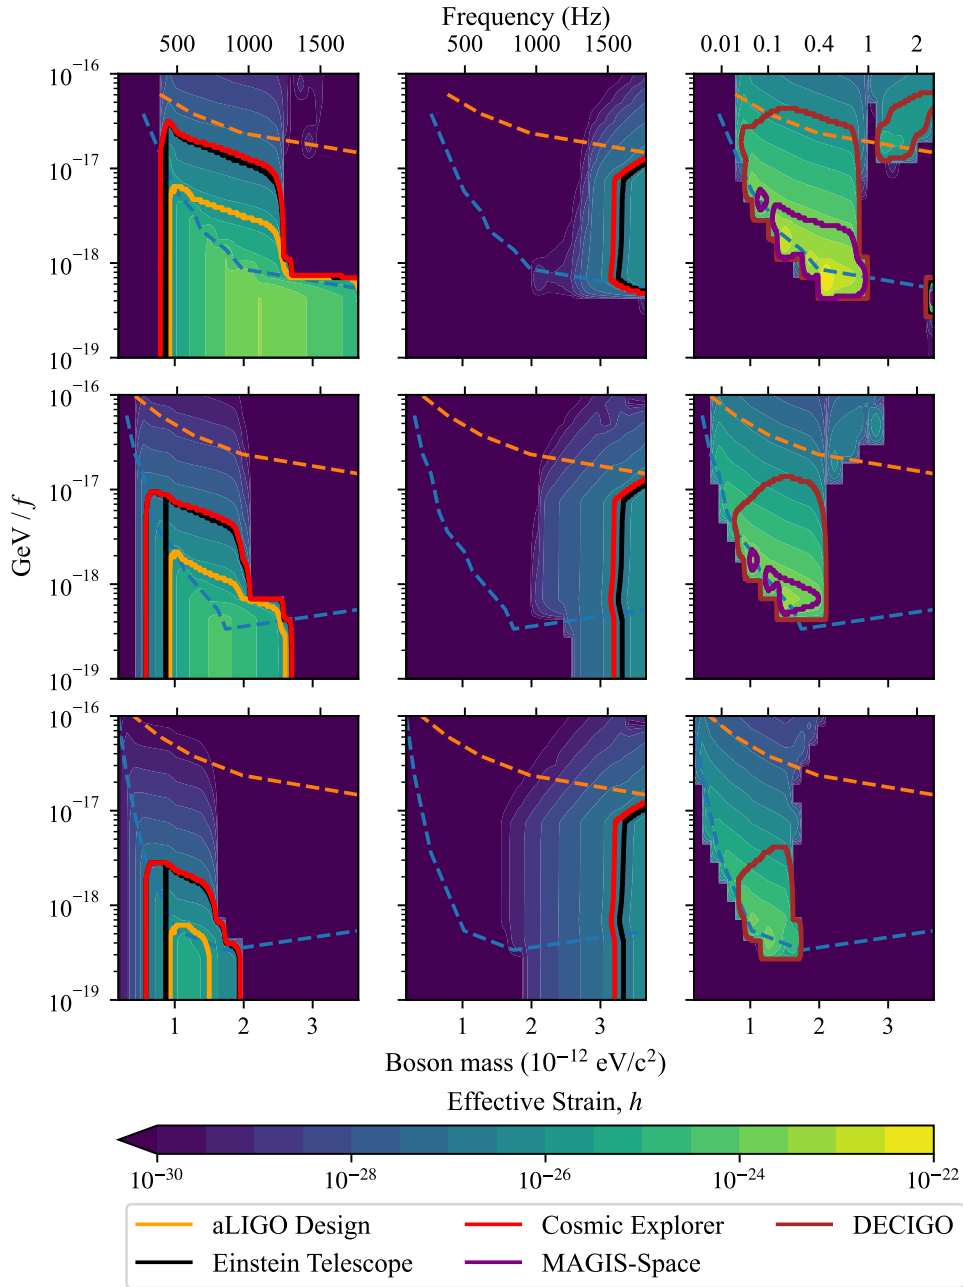 Frequency (Hz)
500 1000 1500 500 1000 1500 0.01 0.1 0.4 1 2
10⁻¹⁶
10⁻¹⁷
10⁻¹⁸
10⁻¹⁹
10⁻¹⁶
10⁻¹⁷
10⁻¹⁸
10⁻¹⁹
GeV / f
10⁻¹⁶
10⁻¹⁷
10⁻¹⁸
10⁻¹⁹
1 2 3 1 2 3 1 2 3
Boson mass (10⁻¹² eV/c²)
Effective Strain, h
10⁻³⁰ 10⁻²⁸ 10⁻²⁶ 10⁻²⁴ 10⁻²²
aLIGO Design Cosmic Explorer DECIGO
Einstein Telescope MAGIS-Space